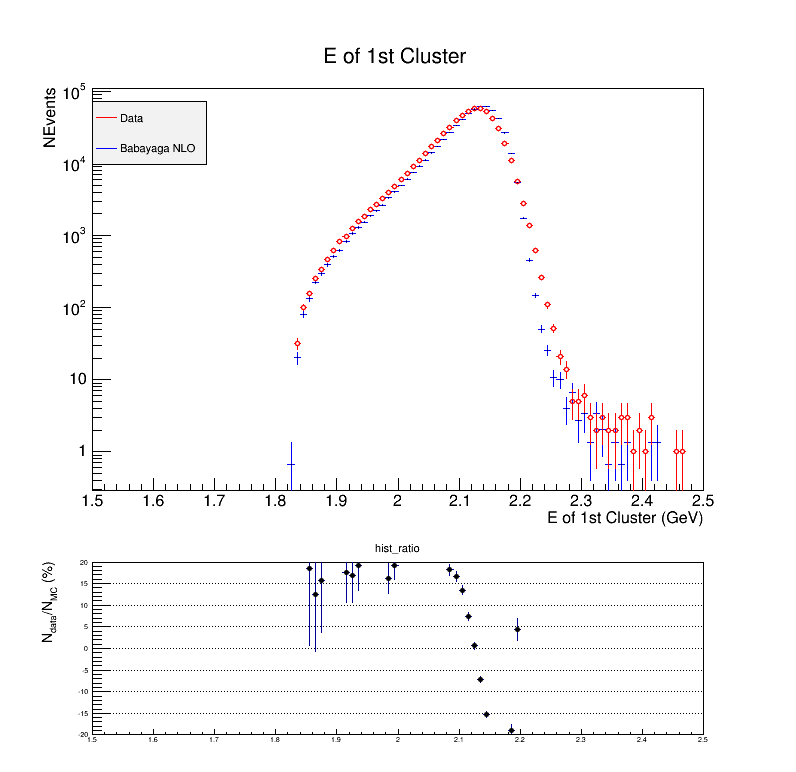 E of 1st Cluster
NEvents
10^5
10^4
10^3
10^2
10
1
Data
Babayaga NLO
1.5 1.6 1.7 1.8 1.9 2 2.1 2.2 2.3 2.4 2.5
E of 1st Cluster (GeV)
hist_ratio
N_data/N_MC (%)
20
15
10
5
0
-5
-10
-15
-20
1.5 1.6 1.7 1.8 1.9 2 2.1 2.2 2.3 2.4 2.5